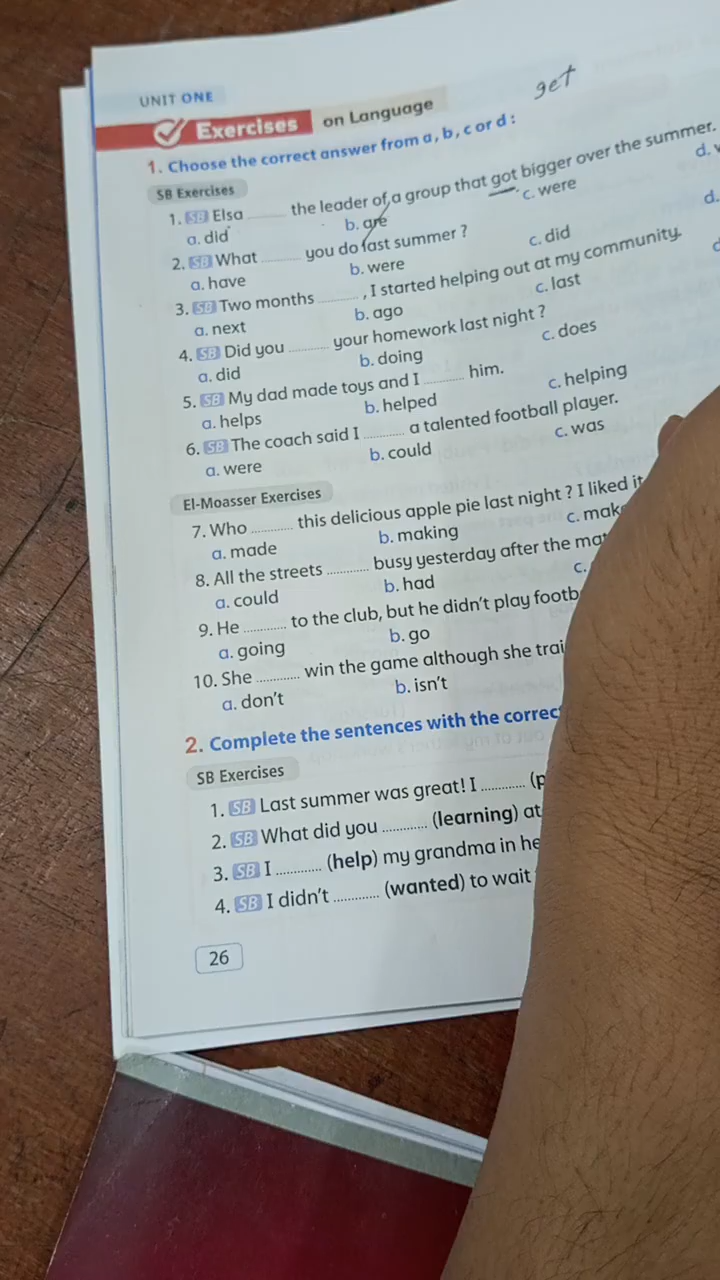 get
UNIT ONE
Exercises on Language
1. Choose the correct answer from a, b, c or d :
SB Exercises
1. SB Elsa ........ the leader of a group that got bigger over the summer.
a. did b. are c. were d.
2. SB What ........ you do last summer ?
a. have b. were c. did d.
3. SB Two months ........ , I started helping out at my community.
a. next b. ago c. last
4. SB Did you ........ your homework last night ?
a. did b. doing c. does
5. SB My dad made toys and I ........ him.
a. helps b. helped c. helping
6. SB The coach said I ........ a talented football player.
a. were b. could c. was
El-Moasser Exercises
7. Who ........ this delicious apple pie last night ? I liked it
a. made b. making c.
8. All the streets ........ busy yesterday after the
a. could b. had c.
9. He ........ to the club, but he didn't play
a. going b. go
10. She ........ win the game although she
a. don't b. isn't
2. Complete the sentences with the
SB Exercises
1. SB Last summer was great! I ........
2. SB What did you ........ (learning) at
3. SB I ........ (help) my grandma in
4. SB I didn't ........ (wanted) to wait
26